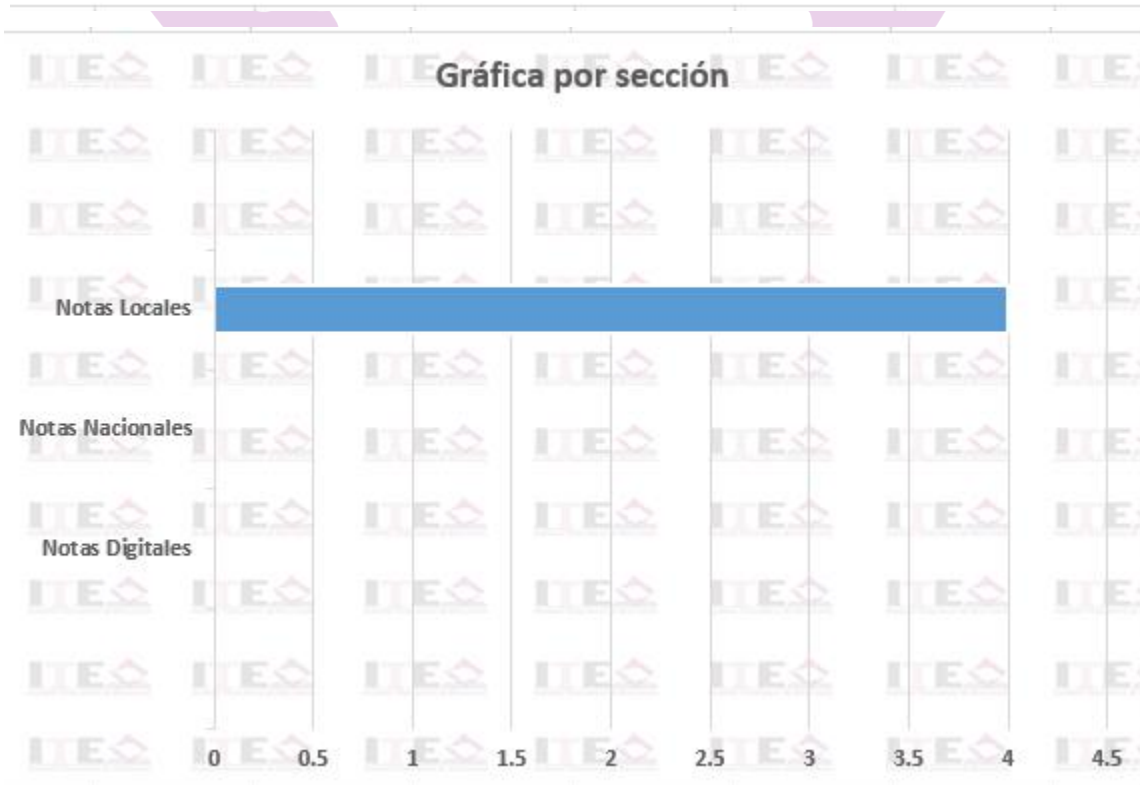 Gráfica por sección
Notas Locales
Notas Nacionales
Notas Digitales
0 0.5 1 1.5 2 2.5 3 3.5 4 4.5